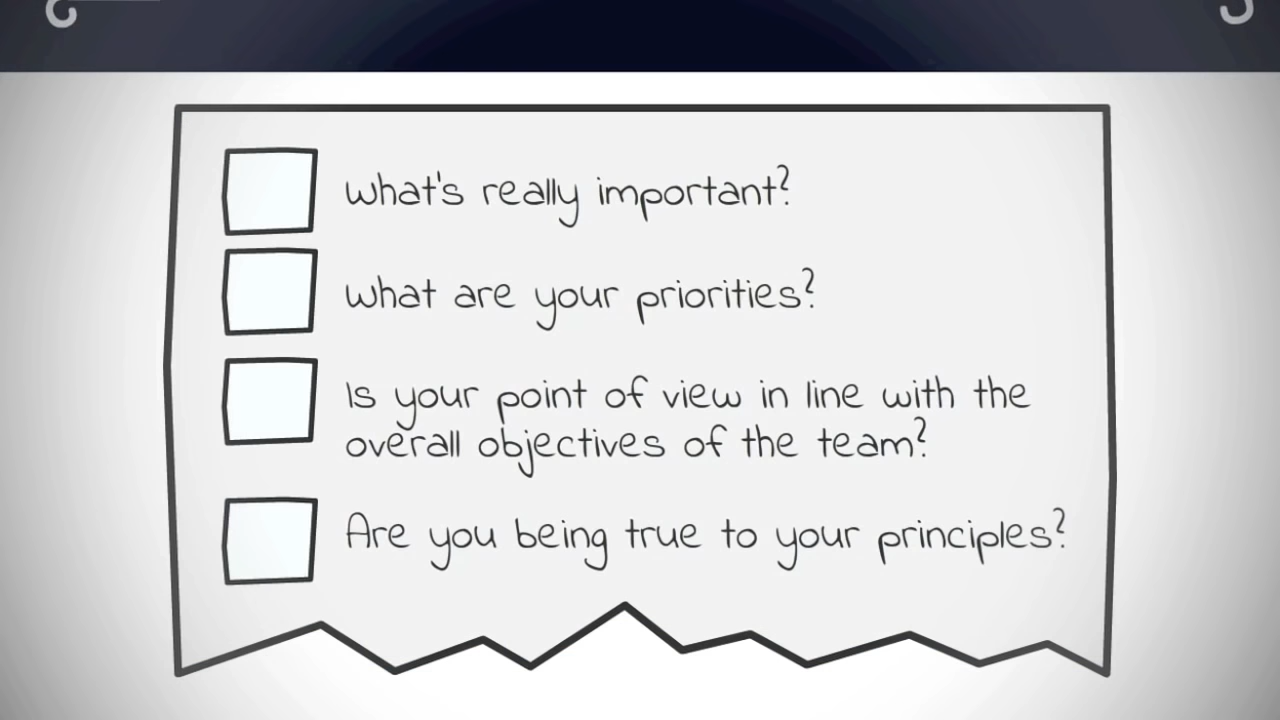 What's really important?
What are your priorities?
Is your point of view in line with the
overall objectives of the team?
Are you being true to your principles?